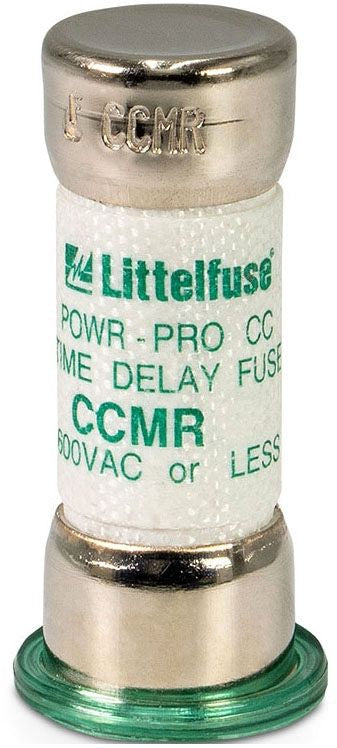 CCMR
Littelfuse®
POWR-PRO CC
TIME DELAY FUSE
CCMR
600VAC or LESS